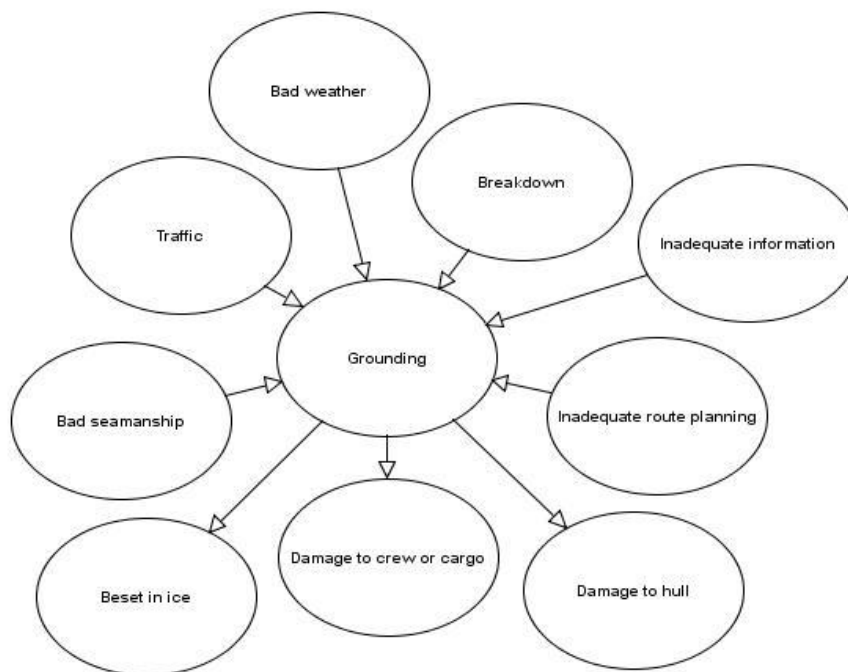 Bad weather
Breakdown
Traffic
Inadequate information
Grounding
Bad seamanship
Inadequate route planning
Damage to crew or cargo
Beset in ice
Damage to hull